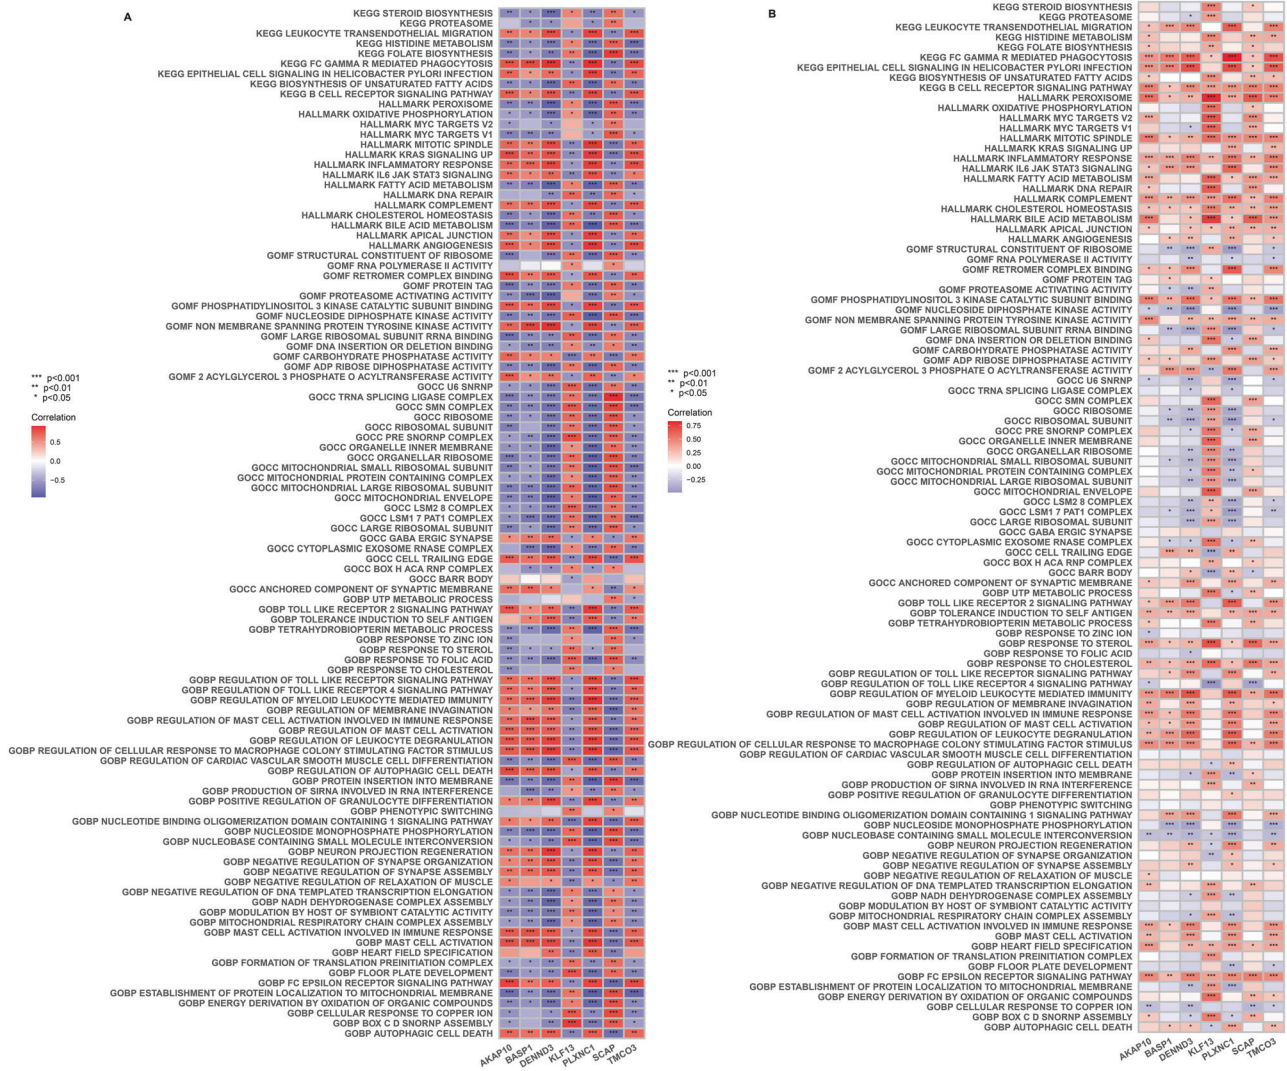 A
KEGG STEROID BIOSYNTHESIS
KEGG PROTEASOME
KEGG LEUKOCYTE TRANSENDOTHELIAL MIGRATION
KEGG HISTIDINE METABOLISM
KEGG FOLATE BIOSYNTHESIS
KEGG FC GAMMA R MEDIATED PHAGOCYTOSIS
KEGG EPITHELIAL CELL SIGNALING IN HELICOBACTER PYLORI INFECTION
KEGG BIOSYNTHESIS OF UNSATURATED FATTY ACIDS
KEGG B CELL RECEPTOR SIGNALING PATHWAY
HALLMARK PEROXISOME
HALLMARK OXIDATIVE PHOSPHORYLATION
HALLMARK MYC TARGETS V2
HALLMARK MYC TARGETS V1
HALLMARK MITOTIC SPINDLE
HALLMARK KRAS SIGNALING UP
HALLMARK INFLAMMATORY RESPONSE
HALLMARK IL6 JAK STAT3 SIGNALING
HALLMARK FATTY ACID METABOLISM
HALLMARK DNA REPAIR
HALLMARK COMPLEMENT
HALLMARK CHOLESTEROL HOMEOSTASIS
HALLMARK BILE ACID METABOLISM
HALLMARK APICAL JUNCTION
HALLMARK ANGIOGENESIS
GOMF STRUCTURAL CONSTITUENT OF RIBOSOME
GOMF RNA POLYMERASE II ACTIVITY
GOMF RETROMER COMPLEX BINDING
GOMF PROTEIN TAG
GOMF PROTEASOME ACTIVATING ACTIVITY
GOMF PHOSPHATIDYLINOSITOL 3 KINASE CATALYTIC SUBUNIT BINDING
GOMF NUCLEOSIDE DIPHOSPHATE KINASE ACTIVITY
GOMF NON MEMBRANE SPANNING PROTEIN TYROSINE KINASE ACTIVITY
GOMF LARGE RIBOSOMAL SUBUNIT RRNA BINDING
GOMF DNA INSERTION OR DELETION BINDING
GOMF CARBOHYDRATE PHOSPHATASE ACTIVITY
GOMF ADP RIBOSE DIPHOSPHATASE ACTIVITY
GOMF 2 ACYLGLYCEROL 3 PHOSPHATE O ACYLTRANSFERASE ACTIVITY
GOCC U6 SNRNP
GOCC TRNA SPLICING LIGASE COMPLEX
GOCC SMN COMPLEX
GOCC RIBOSOME
GOCC RIBOSOMAL SUBUNIT
GOCC PRE SNORNP COMPLEX
GOCC ORGANELLE INNER MEMBRANE
GOCC ORGANELLAR RIBOSOME
GOCC MITOCHONDRIAL SMALL RIBOSOMAL SUBUNIT
GOCC MITOCHONDRIAL PROTEIN CONTAINING COMPLEX
GOCC MITOCHONDRIAL LARGE RIBOSOMAL SUBUNIT
GOCC MITOCHONDRIAL ENVELOPE
GOCC LSM2 8 COMPLEX
GOCC LSM1 7 PAT1 COMPLEX
GOCC LARGE RIBOSOMAL SUBUNIT
GOCC GABA ERGIC SYNAPSE
GOCC CYTOPLASMIC EXOSOME RNASE COMPLEX
GOCC CELL TRAILING EDGE
GOCC BOX H ACA RNP COMPLEX
GOCC BARR BODY
GOCC ANCHORED COMPONENT OF SYNAPTIC MEMBRANE
GOBP UTP METABOLIC PROCESS
GOBP TOLL LIKE RECEPTOR 2 SIGNALING PATHWAY
GOBP TOLERANCE INDUCTION TO SELF ANTIGEN
GOBP TETRAHYDROBIOPTERIN METABOLIC PROCESS
GOBP RESPONSE TO ZINC ION
GOBP RESPONSE TO STEROL
GOBP RESPONSE TO FOLIC ACID
GOBP RESPONSE TO CHOLESTEROL
GOBP REGULATION OF TOLL LIKE RECEPTOR SIGNALING PATHWAY
GOBP REGULATION OF TOLL LIKE RECEPTOR 4 SIGNALING PATHWAY
GOBP REGULATION OF MYELOID LEUKOCYTE MEDIATED IMMUNITY
GOBP REGULATION OF MEMBRANE INVAGINATION
GOBP REGULATION OF MAST CELL ACTIVATION INVOLVED IN IMMUNE RESPONSE
GOBP REGULATION OF MAST CELL ACTIVATION
GOBP REGULATION OF LEUKOCYTE DEGRANULATION
GOBP REGULATION OF CELLULAR RESPONSE TO MACROPHAGE COLONY STIMULATING FACTOR STIMULUS
GOBP REGULATION OF CARDIAC VASCULAR SMOOTH MUSCLE CELL DIFFERENTIATION
GOBP REGULATION OF AUTOPHAGIC CELL DEATH
GOBP PROTEIN INSERTION INTO MEMBRANE
GOBP PRODUCTION OF SIRNA INVOLVED IN RNA INTERFERENCE
GOBP POSITIVE REGULATION OF GRANULOCYTE DIFFERENTIATION
GOBP PHENOTYPIC SWITCHING
GOBP NUCLEOTIDE BINDING OLIGOMERIZATION DOMAIN CONTAINING 1 SIGNALING PATHWAY
GOBP NUCLEOSIDE MONOPHOSPHATE PHOSPHORYLATION
GOBP NUCLEOBASE CONTAINING SMALL MOLECULE INTERCONVERSION
GOBP NEURON PROJECTION REGENERATION
GOBP NEGATIVE REGULATION OF SYNAPSE ORGANIZATION
GOBP NEGATIVE REGULATION OF SYNAPSE ASSEMBLY
GOBP NEGATIVE REGULATION OF RELAXATION OF MUSCLE
GOBP NEGATIVE REGULATION OF DNA TEMPLATED TRANSCRIPTION ELONGATION
GOBP NADH DEHYDROGENASE COMPLEX ASSEMBLY
GOBP MODULATION BY HOST OF SYMBIONT CATALYTIC ACTIVITY
GOBP MITOCHONDRIAL RESPIRATORY CHAIN COMPLEX ASSEMBLY
GOBP MAST CELL ACTIVATION INVOLVED IN IMMUNE RESPONSE
GOBP MAST CELL ACTIVATION
GOBP HEART FIELD SPECIFICATION
GOBP FORMATION OF TRANSLATION PREINITIATION COMPLEX
GOBP FLOOR PLATE DEVELOPMENT
GOBP FC EPSILON RECEPTOR SIGNALING PATHWAY
GOBP ESTABLISHMENT OF PROTEIN LOCALIZATION TO MITOCHONDRIAL MEMBRANE
GOBP ENERGY DERIVATION BY OXIDATION OF ORGANIC COMPOUNDS
GOBP CELLULAR RESPONSE TO COPPER ION
GOBP BOX C D SNORNP ASSEMBLY
GOBP AUTOPHAGIC CELL DEATH
AKAP10 BASP1 DENND3 KLF13 PLXNC1 SCAP TMCO3
*** p<0.001
** p<0.01
* p<0.05
Correlation
0.5
0.0
−0.5
B
KEGG STEROID BIOSYNTHESIS
KEGG PROTEASOME
KEGG LEUKOCYTE TRANSENDOTHELIAL MIGRATION
KEGG HISTIDINE METABOLISM
KEGG FOLATE BIOSYNTHESIS
KEGG FC GAMMA R MEDIATED PHAGOCYTOSIS
KEGG EPITHELIAL CELL SIGNALING IN HELICOBACTER PYLORI INFECTION
KEGG BIOSYNTHESIS OF UNSATURATED FATTY ACIDS
KEGG B CELL RECEPTOR SIGNALING PATHWAY
HALLMARK PEROXISOME
HALLMARK OXIDATIVE PHOSPHORYLATION
HALLMARK MYC TARGETS V2
HALLMARK MYC TARGETS V1
HALLMARK MITOTIC SPINDLE
HALLMARK KRAS SIGNALING UP
HALLMARK INFLAMMATORY RESPONSE
HALLMARK IL6 JAK STAT3 SIGNALING
HALLMARK FATTY ACID METABOLISM
HALLMARK DNA REPAIR
HALLMARK COMPLEMENT
HALLMARK CHOLESTEROL HOMEOSTASIS
HALLMARK BILE ACID METABOLISM
HALLMARK APICAL JUNCTION
HALLMARK ANGIOGENESIS
GOMF STRUCTURAL CONSTITUENT OF RIBOSOME
GOMF RNA POLYMERASE II ACTIVITY
GOMF RETROMER COMPLEX BINDING
GOMF PROTEIN TAG
GOMF PROTEASOME ACTIVATING ACTIVITY
GOMF PHOSPHATIDYLINOSITOL 3 KINASE CATALYTIC SUBUNIT BINDING
GOMF NUCLEOSIDE DIPHOSPHATE KINASE ACTIVITY
GOMF NON MEMBRANE SPANNING PROTEIN TYROSINE KINASE ACTIVITY
GOMF LARGE RIBOSOMAL SUBUNIT RRNA BINDING
GOMF DNA INSERTION OR DELETION BINDING
GOMF CARBOHYDRATE PHOSPHATASE ACTIVITY
GOMF ADP RIBOSE DIPHOSPHATASE ACTIVITY
GOMF 2 ACYLGLYCEROL 3 PHOSPHATE O ACYLTRANSFERASE ACTIVITY
GOCC U6 SNRNP
GOCC TRNA SPLICING LIGASE COMPLEX
GOCC SMN COMPLEX
GOCC RIBOSOME
GOCC RIBOSOMAL SUBUNIT
GOCC PRE SNORNP COMPLEX
GOCC ORGANELLE INNER MEMBRANE
GOCC ORGANELLAR RIBOSOME
GOCC MITOCHONDRIAL SMALL RIBOSOMAL SUBUNIT
GOCC MITOCHONDRIAL PROTEIN CONTAINING COMPLEX
GOCC MITOCHONDRIAL LARGE RIBOSOMAL SUBUNIT
GOCC MITOCHONDRIAL ENVELOPE
GOCC LSM2 8 COMPLEX
GOCC LSM1 7 PAT1 COMPLEX
GOCC LARGE RIBOSOMAL SUBUNIT
GOCC GABA ERGIC SYNAPSE
GOCC CYTOPLASMIC EXOSOME RNASE COMPLEX
GOCC CELL TRAILING EDGE
GOCC BOX H ACA RNP COMPLEX
GOCC BARR BODY
GOCC ANCHORED COMPONENT OF SYNAPTIC MEMBRANE
GOBP UTP METABOLIC PROCESS
GOBP TOLL LIKE RECEPTOR 2 SIGNALING PATHWAY
GOBP TOLERANCE INDUCTION TO SELF ANTIGEN
GOBP TETRAHYDROBIOPTERIN METABOLIC PROCESS
GOBP RESPONSE TO ZINC ION
GOBP RESPONSE TO STEROL
GOBP RESPONSE TO FOLIC ACID
GOBP RESPONSE TO CHOLESTEROL
GOBP REGULATION OF TOLL LIKE RECEPTOR SIGNALING PATHWAY
GOBP REGULATION OF TOLL LIKE RECEPTOR 4 SIGNALING PATHWAY
GOBP REGULATION OF MYELOID LEUKOCYTE MEDIATED IMMUNITY
GOBP REGULATION OF MEMBRANE INVAGINATION
GOBP REGULATION OF MAST CELL ACTIVATION INVOLVED IN IMMUNE RESPONSE
GOBP REGULATION OF MAST CELL ACTIVATION
GOBP REGULATION OF LEUKOCYTE DEGRANULATION
GOBP REGULATION OF CELLULAR RESPONSE TO MACROPHAGE COLONY STIMULATING FACTOR STIMULUS
GOBP REGULATION OF CARDIAC VASCULAR SMOOTH MUSCLE CELL DIFFERENTIATION
GOBP REGULATION OF AUTOPHAGIC CELL DEATH
GOBP PROTEIN INSERTION INTO MEMBRANE
GOBP PRODUCTION OF SIRNA INVOLVED IN RNA INTERFERENCE
GOBP POSITIVE REGULATION OF GRANULOCYTE DIFFERENTIATION
GOBP PHENOTYPIC SWITCHING
GOBP NUCLEOTIDE BINDING OLIGOMERIZATION DOMAIN CONTAINING 1 SIGNALING PATHWAY
GOBP NUCLEOSIDE MONOPHOSPHATE PHOSPHORYLATION
GOBP NUCLEOBASE CONTAINING SMALL MOLECULE INTERCONVERSION
GOBP NEURON PROJECTION REGENERATION
GOBP NEGATIVE REGULATION OF SYNAPSE ORGANIZATION
GOBP NEGATIVE REGULATION OF SYNAPSE ASSEMBLY
GOBP NEGATIVE REGULATION OF RELAXATION OF MUSCLE
GOBP NEGATIVE REGULATION OF DNA TEMPLATED TRANSCRIPTION ELONGATION
GOBP NADH DEHYDROGENASE COMPLEX ASSEMBLY
GOBP MODULATION BY HOST OF SYMBIONT CATALYTIC ACTIVITY
GOBP MITOCHONDRIAL RESPIRATORY CHAIN COMPLEX ASSEMBLY
GOBP MAST CELL ACTIVATION INVOLVED IN IMMUNE RESPONSE
GOBP MAST CELL ACTIVATION
GOBP HEART FIELD SPECIFICATION
GOBP FORMATION OF TRANSLATION PREINITIATION COMPLEX
GOBP FLOOR PLATE DEVELOPMENT
GOBP FC EPSILON RECEPTOR SIGNALING PATHWAY
GOBP ESTABLISHMENT OF PROTEIN LOCALIZATION TO MITOCHONDRIAL MEMBRANE
GOBP ENERGY DERIVATION BY OXIDATION OF ORGANIC COMPOUNDS
GOBP CELLULAR RESPONSE TO COPPER ION
GOBP BOX C D SNORNP ASSEMBLY
GOBP AUTOPHAGIC CELL DEATH
AKAP10 BASP1 DENND3 KLF13 PLXNC1 SCAP TMCO3
*** p<0.001
** p<0.01
* p<0.05
Correlation
0.75
0.50
0.25
0.00
−0.25